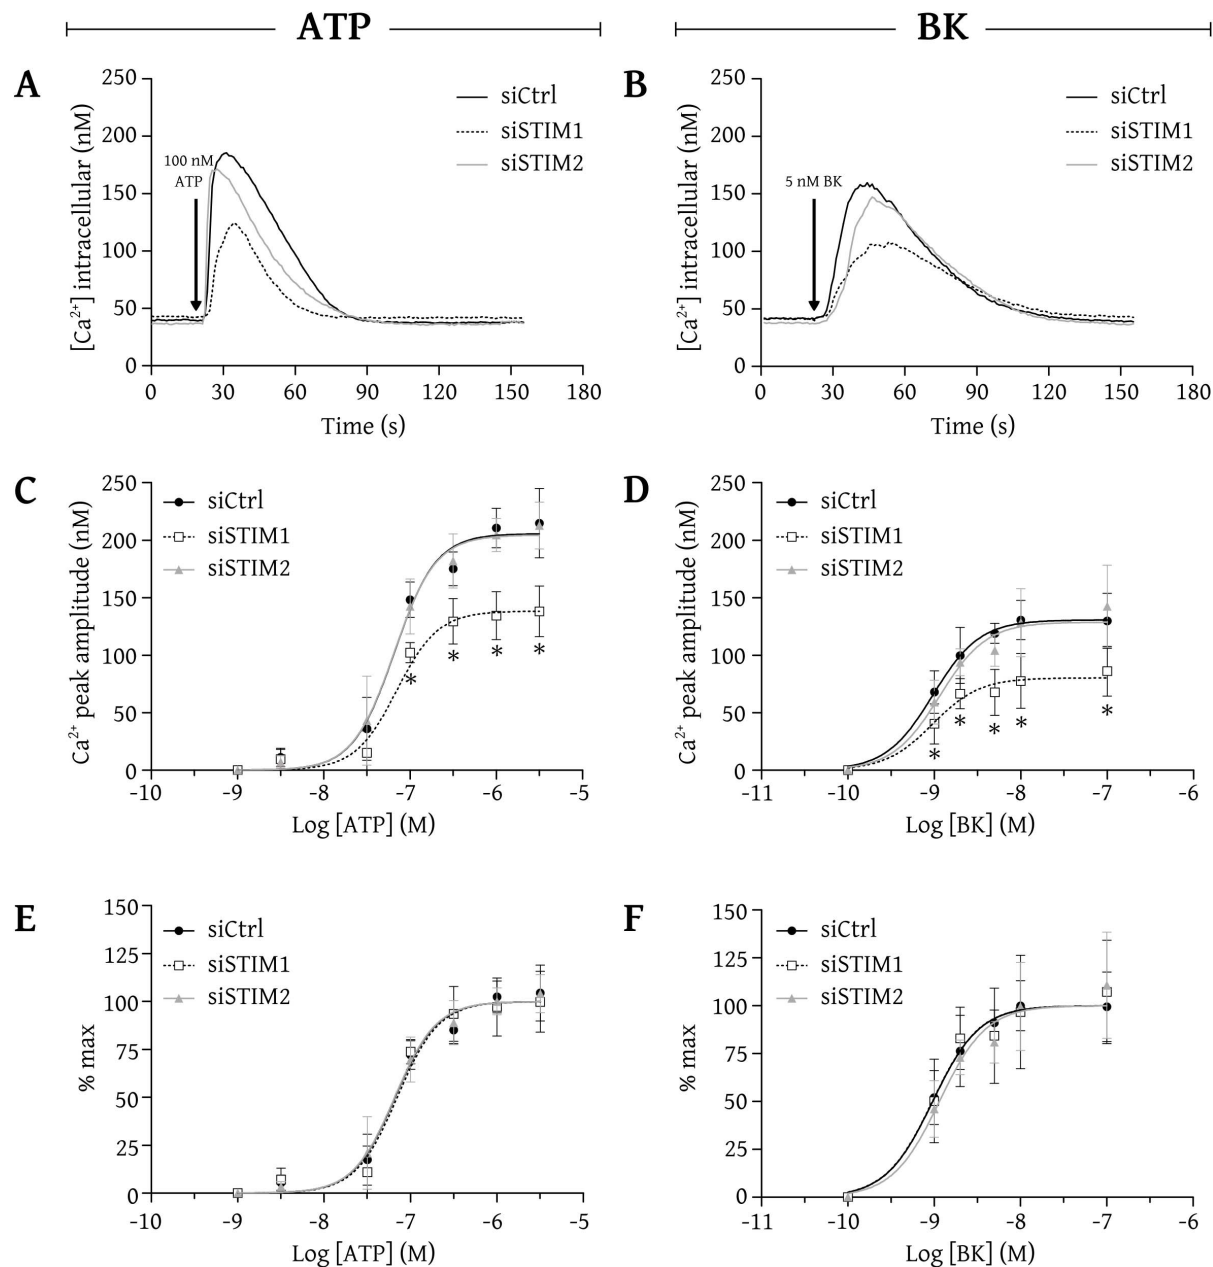 ATP
BK
A
[Ca²⁺] intracellular (nM)
250
200
150
100
50
0
100 nM
ATP
siCtrl
siSTIM1
siSTIM2
0 30 60 90 120 150 180
Time (s)
B
[Ca²⁺] intracellular (nM)
250
200
150
100
50
0
5 nM BK
siCtrl
siSTIM1
siSTIM2
0 30 60 90 120 150 180
Time (s)
C
Ca²⁺ peak amplitude (nM)
250
200
150
100
50
0
siCtrl
siSTIM1
siSTIM2
* * * *
-10 -9 -8 -7 -6 -5
Log [ATP] (M)
D
Ca²⁺ peak amplitude (nM)
250
200
150
100
50
0
siCtrl
siSTIM1
siSTIM2
* * * * *
-11 -10 -9 -8 -7 -6
Log [BK] (M)
E
% max
150
125
100
75
50
25
0
siCtrl
siSTIM1
siSTIM2
-10 -9 -8 -7 -6 -5
Log [ATP] (M)
F
% max
150
125
100
75
50
25
0
siCtrl
siSTIM1
siSTIM2
-11 -10 -9 -8 -7 -6
Log [BK] (M)